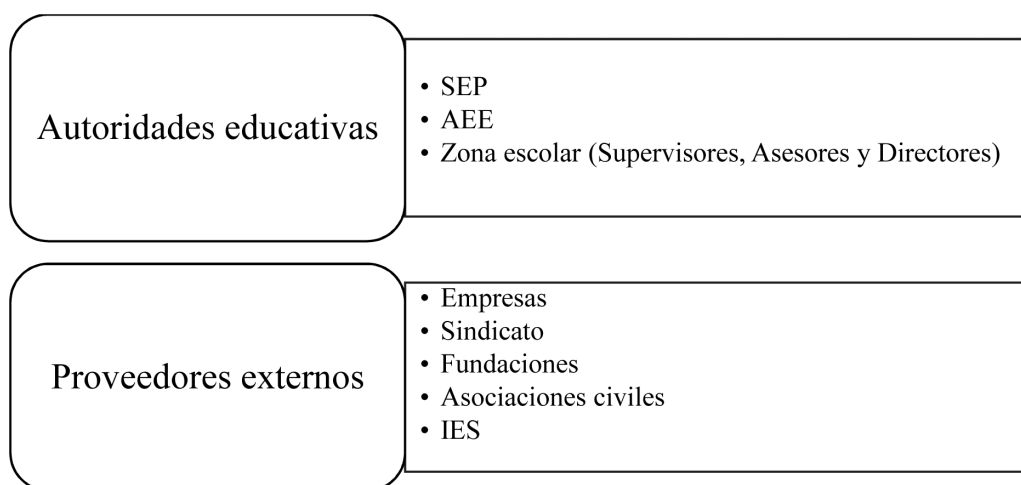 Autoridades educativas
• SEP
• AEE
• Zona escolar (Supervisores, Asesores y Directores)
Proveedores externos
• Empresas
• Sindicato
• Fundaciones
• Asociaciones civiles
• IES